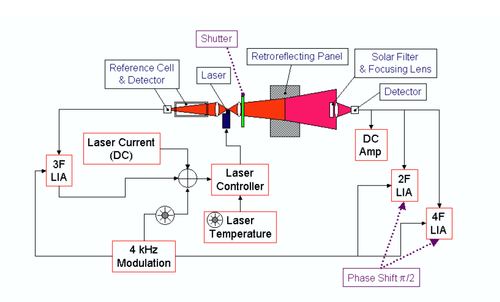 Shutter
Retroreflecting Panel
Solar Filter
& Focusing Lens
Reference Cell
& Detector
Laser
Detector
Laser Current
(DC)
3F
LIA
Laser
Controller
DC
Amp
2F
LIA
4F
LIA
Laser
Temperature
4 kHz
Modulation
Phase Shift π/2